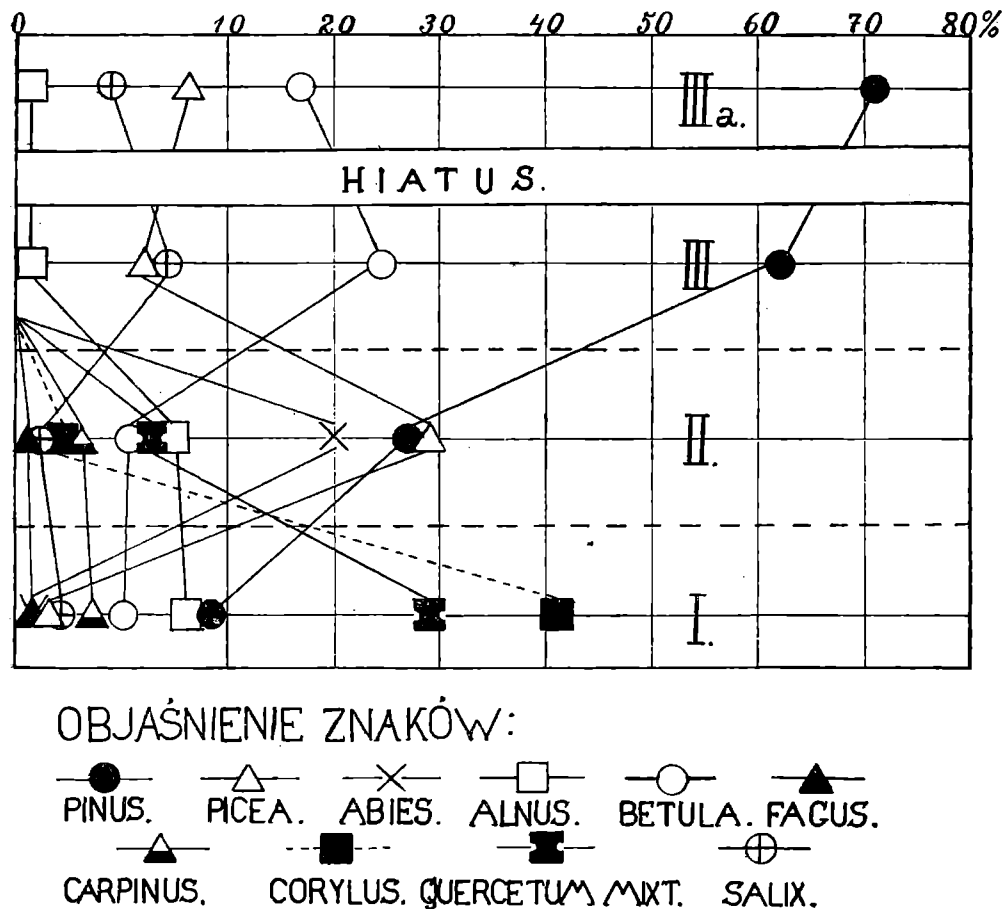 0 10 20 30 40 50 60 70 80%
III a.
HIATUS.
III
II.
I.
OBJAŚNIENIE ZNAKÓW:
PINUS. PICEA. ABIES. ALNUS. BETULA. FAGUS.
CARPINUS. CORYLUS. QUERCETUM MIXT. SALIX.